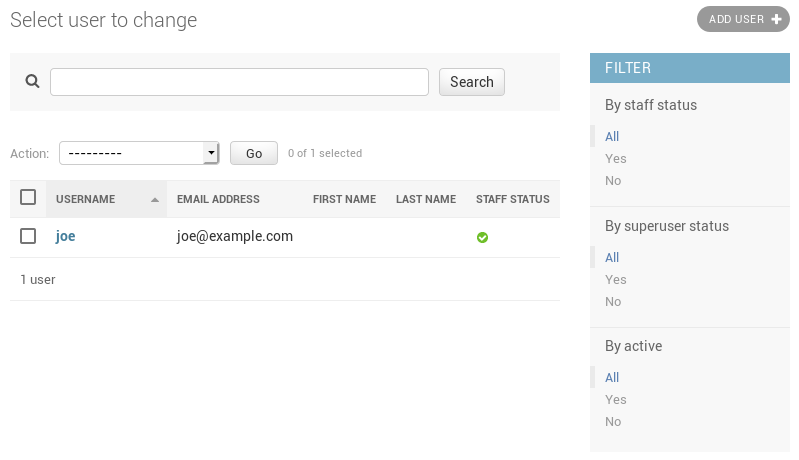 Select user to change
ADD USER
Search
Action: --------- Go 0 of 1 selected
USERNAME EMAIL ADDRESS FIRST NAME LAST NAME STAFF STATUS
joe joe@example.com
1 user
FILTER
By staff status
All
Yes
No
By superuser status
All
Yes
No
By active
All
Yes
No